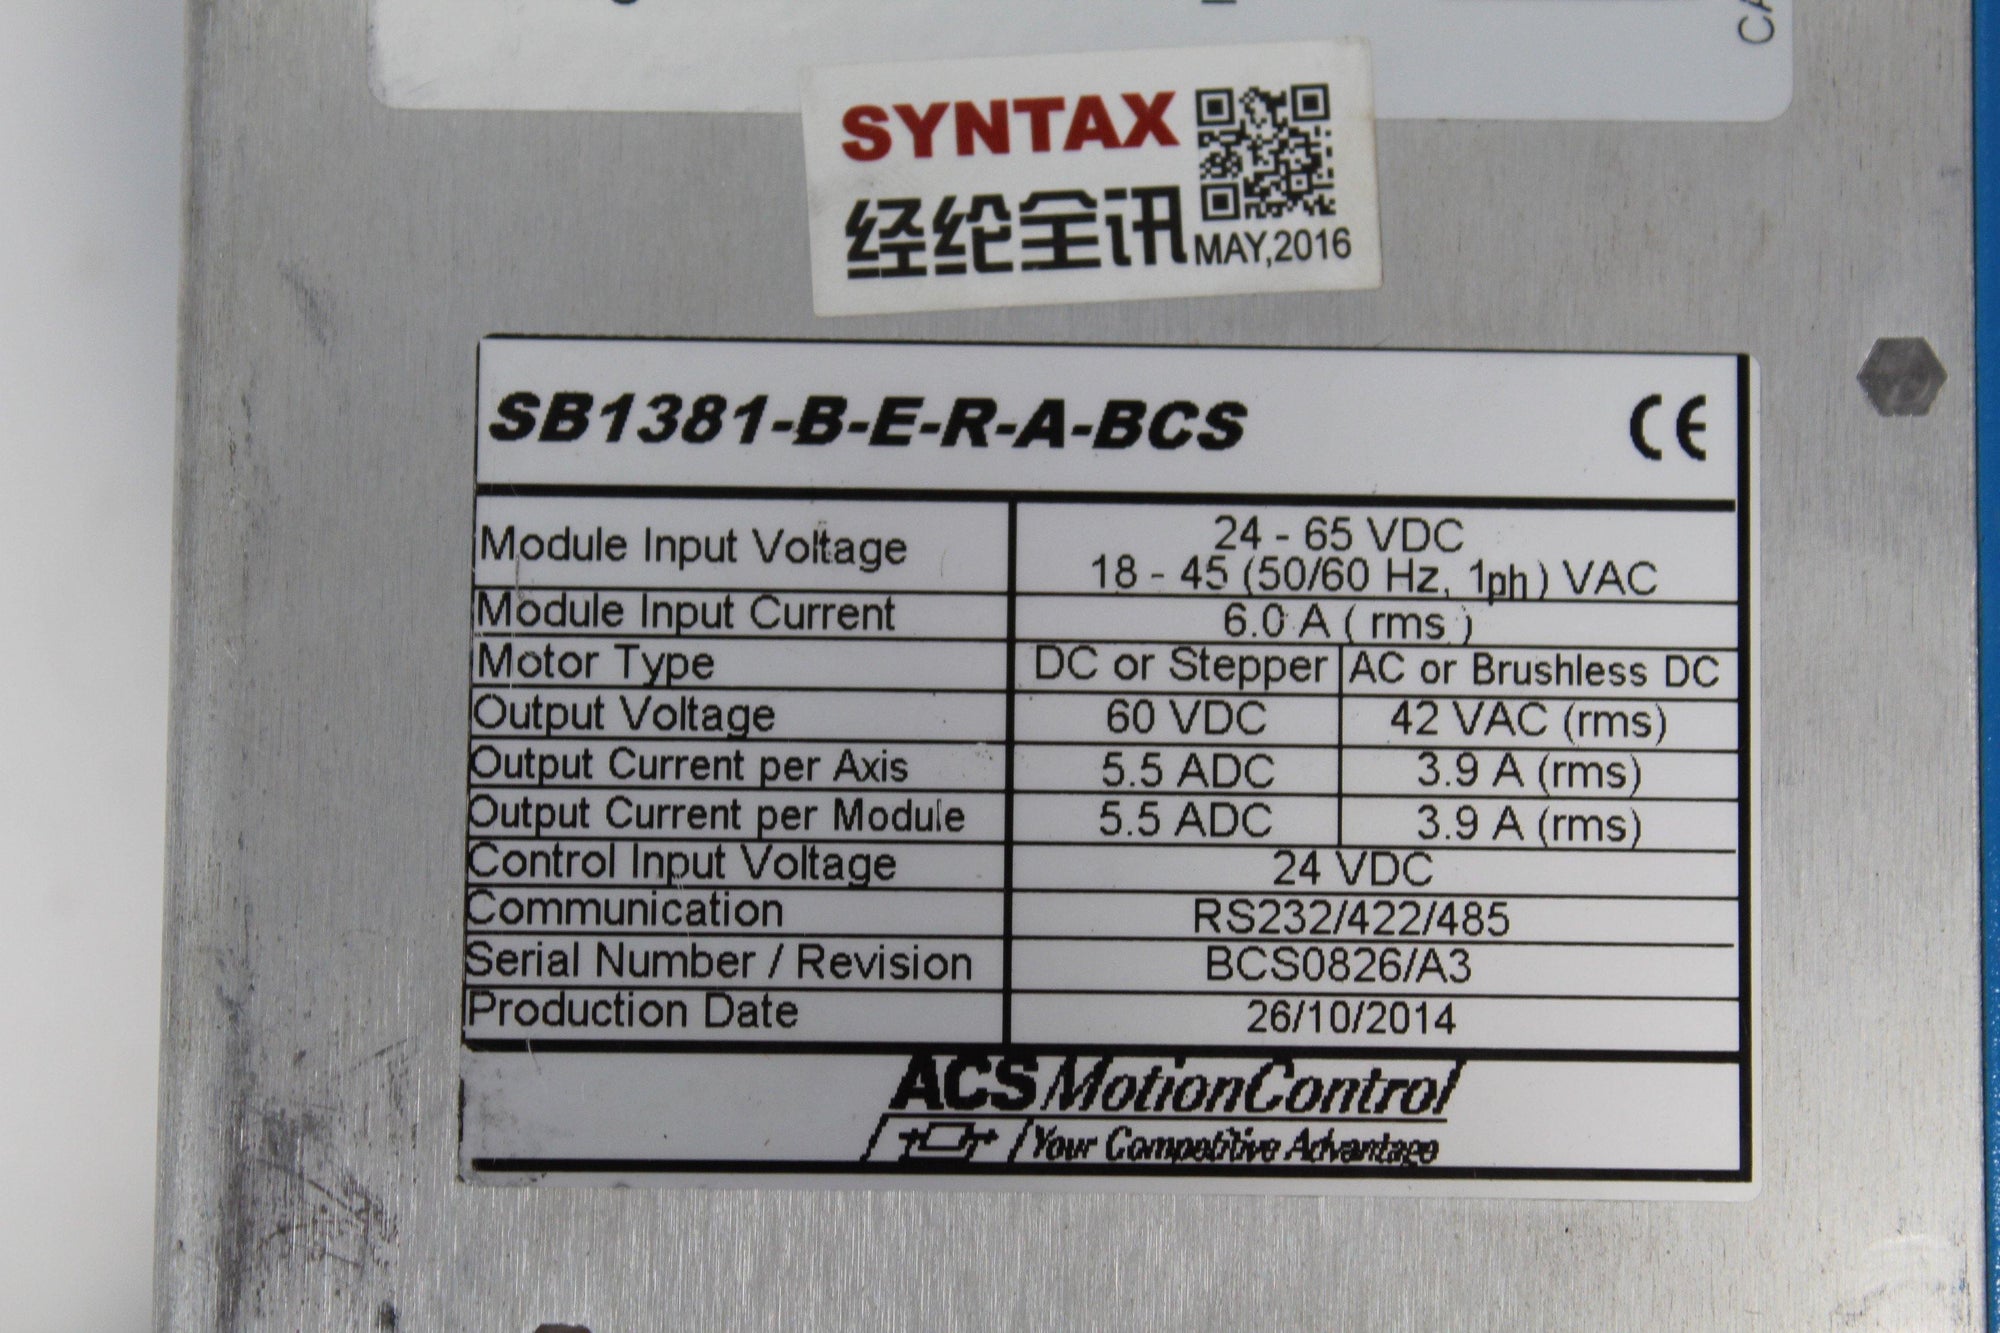 CA
SYNTAX
经纶全讯
MAY,2016
SB1381-B-E-R-A-BCS
CE
Module Input Voltage
24 - 65 VDC
18 - 45 (50/60 Hz, 1ph) VAC
Module Input Current
6.0 A ( rms )
Motor Type
DC or Stepper
AC or Brushless DC
Output Voltage
60 VDC
42 VAC (rms)
Output Current per Axis
5.5 ADC
3.9 A (rms)
Output Current per Module
5.5 ADC
3.9 A (rms)
Control Input Voltage
24 VDC
Communication
RS232/422/485
Serial Number / Revision
BCS0826/A3
Production Date
26/10/2014
ACS MotionControl
Your Competitive Advantage